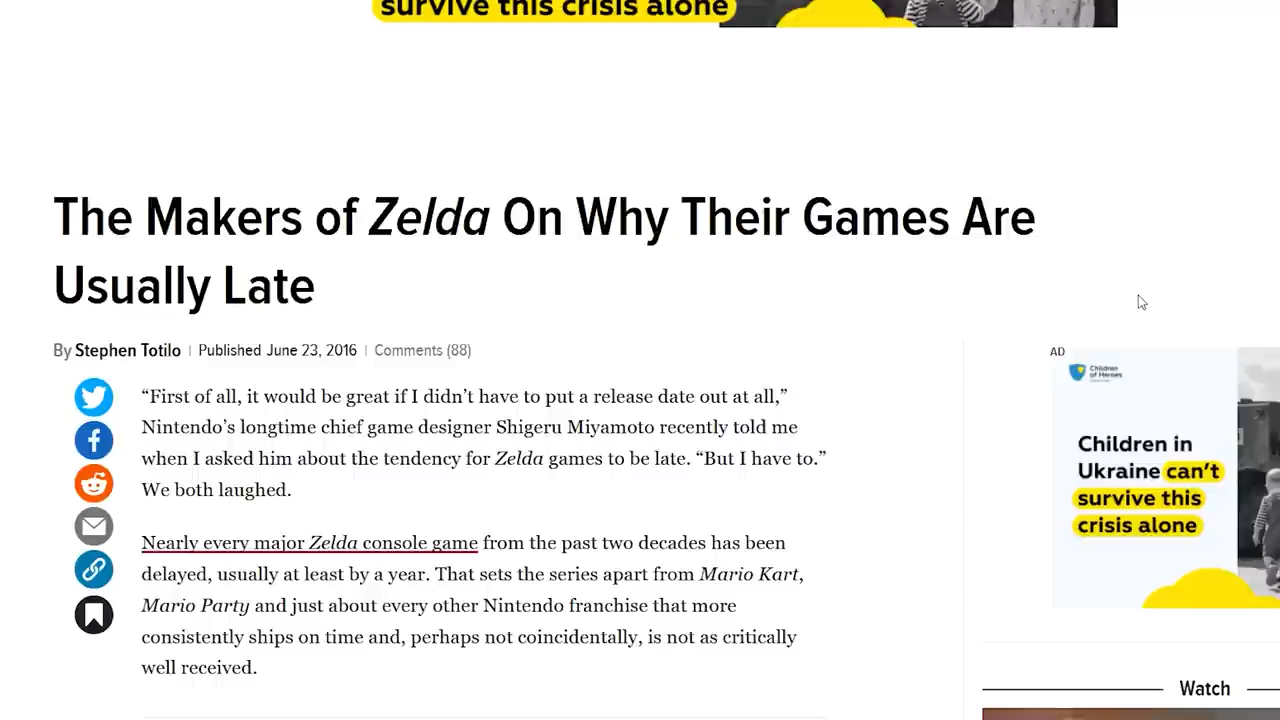 survive this crisis alone
The Makers of Zelda On Why Their Games Are
Usually Late
By Stephen Totilo | Published June 23, 2016 | Comments (88)
“First of all, it would be great if I didn’t have to put a release date out at all,”
Nintendo’s longtime chief game designer Shigeru Miyamoto recently told me
when I asked him about the tendency for Zelda games to be late. “But I have to.”
We both laughed.
Nearly every major Zelda console game from the past two decades has been
delayed, usually at least by a year. That sets the series apart from Mario Kart,
Mario Party and just about every other Nintendo franchise that more
consistently ships on time and, perhaps not coincidentally, is not as critically
well received.
AD
Children
of Heroes
Children in
Ukraine can’t
survive this
crisis alone
Watch